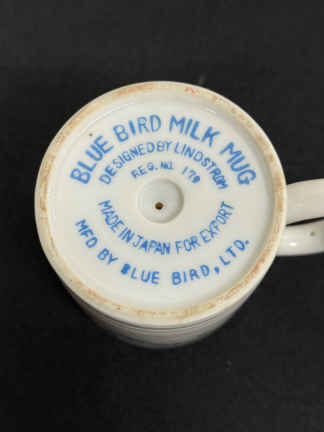 BLUE BIRD MILK MUG
DESIGNED BY LINDSTROM
REG. NO. 179
MADE IN JAPAN FOR EXPORT
MFD BY BLUE BIRD, LTD.